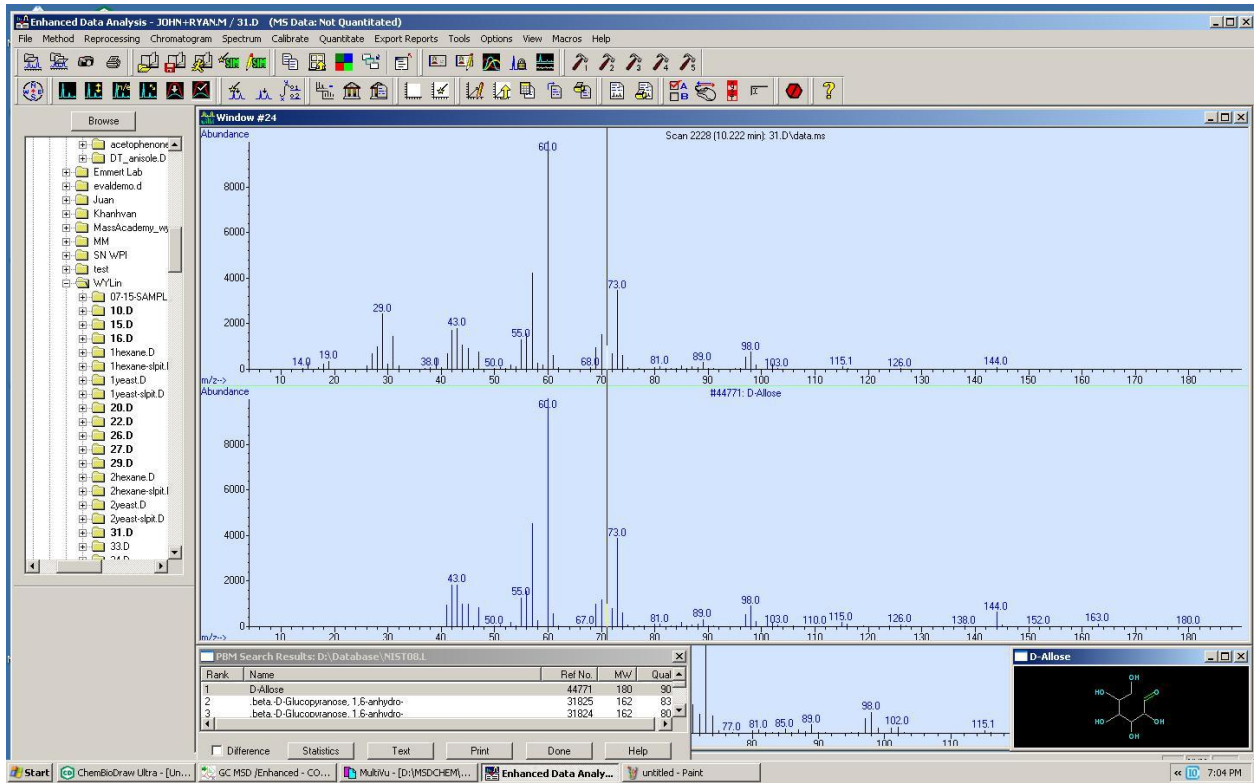 Enhanced Data Analysis - JOHN+RYAN.M / 31.D (MS Data: Not Quantitated)
File Method Reprocessing Chromatogram Spectrum Calibrate Quantitate Export Reports Tools Options View Macros Help
Browse
acetophenone
DT_anisole.D
Emmert Lab
evaldemo.d
Juan
Khanhvan
MassAcademy_wy
MM
SN WPI
test
WYLin
07-15-SAMPL
10.D
15.D
16.D
1hexane.D
1hexane-slpit.
1yeast.D
1yeast-slpit.D
20.D
22.D
26.D
27.D
29.D
2hexane.D
2hexane-slpit.
2yeast.D
2yeast-slpit.D
31.D
33.D
Window #24
Abundance
Scan 2228 (10.222 min): 31.D\data.ms
60.0
8000
6000
4000
2000
0
73.0
29.0
43.0
55.0
14.0 19.0 38.0 50.0 68.0 81.0 89.0 98.0 103.0 115.1 126.0 144.0
m/z-->
10 20 30 40 50 60 70 80 90 100 110 120 130 140 150 160 170 180
Abundance
#44771: D-Allose
60.0
8000
6000
4000
2000
0
73.0
43.0
55.0
50.0 67.0 81.0 89.0 98.0 103.0 110.0 115.0 126.0 138.0 144.0 152.0 163.0 180.0
m/z-->
10 20 30 40 50 60 70 80 90 100 110 120 130 140 150 160 170 180
PBM Search Results: D:\Database\NIST08.L
Rank Name Ref No. MW Qual
1 D-Allose 44771 180 90
2 .beta.-D-Glucopyranose, 1,6-anhydro- 31825 162 83
3 .beta.-D-Glucopyranose, 1,6-anhydro- 31824 162 80
Difference Statistics Text Print Done Help
77.0 81.0 85.0 89.0 98.0 102.0 115.1
80 90 100 110
D-Allose
OH
HO
O
HO
OH
OH
Start ChemBioDraw Ultra - [Un... GC MSD /Enhanced - CO... MultiVu - [D:\MSDCHEM\... Enhanced Data Analy... untitled - Paint 7:04 PM